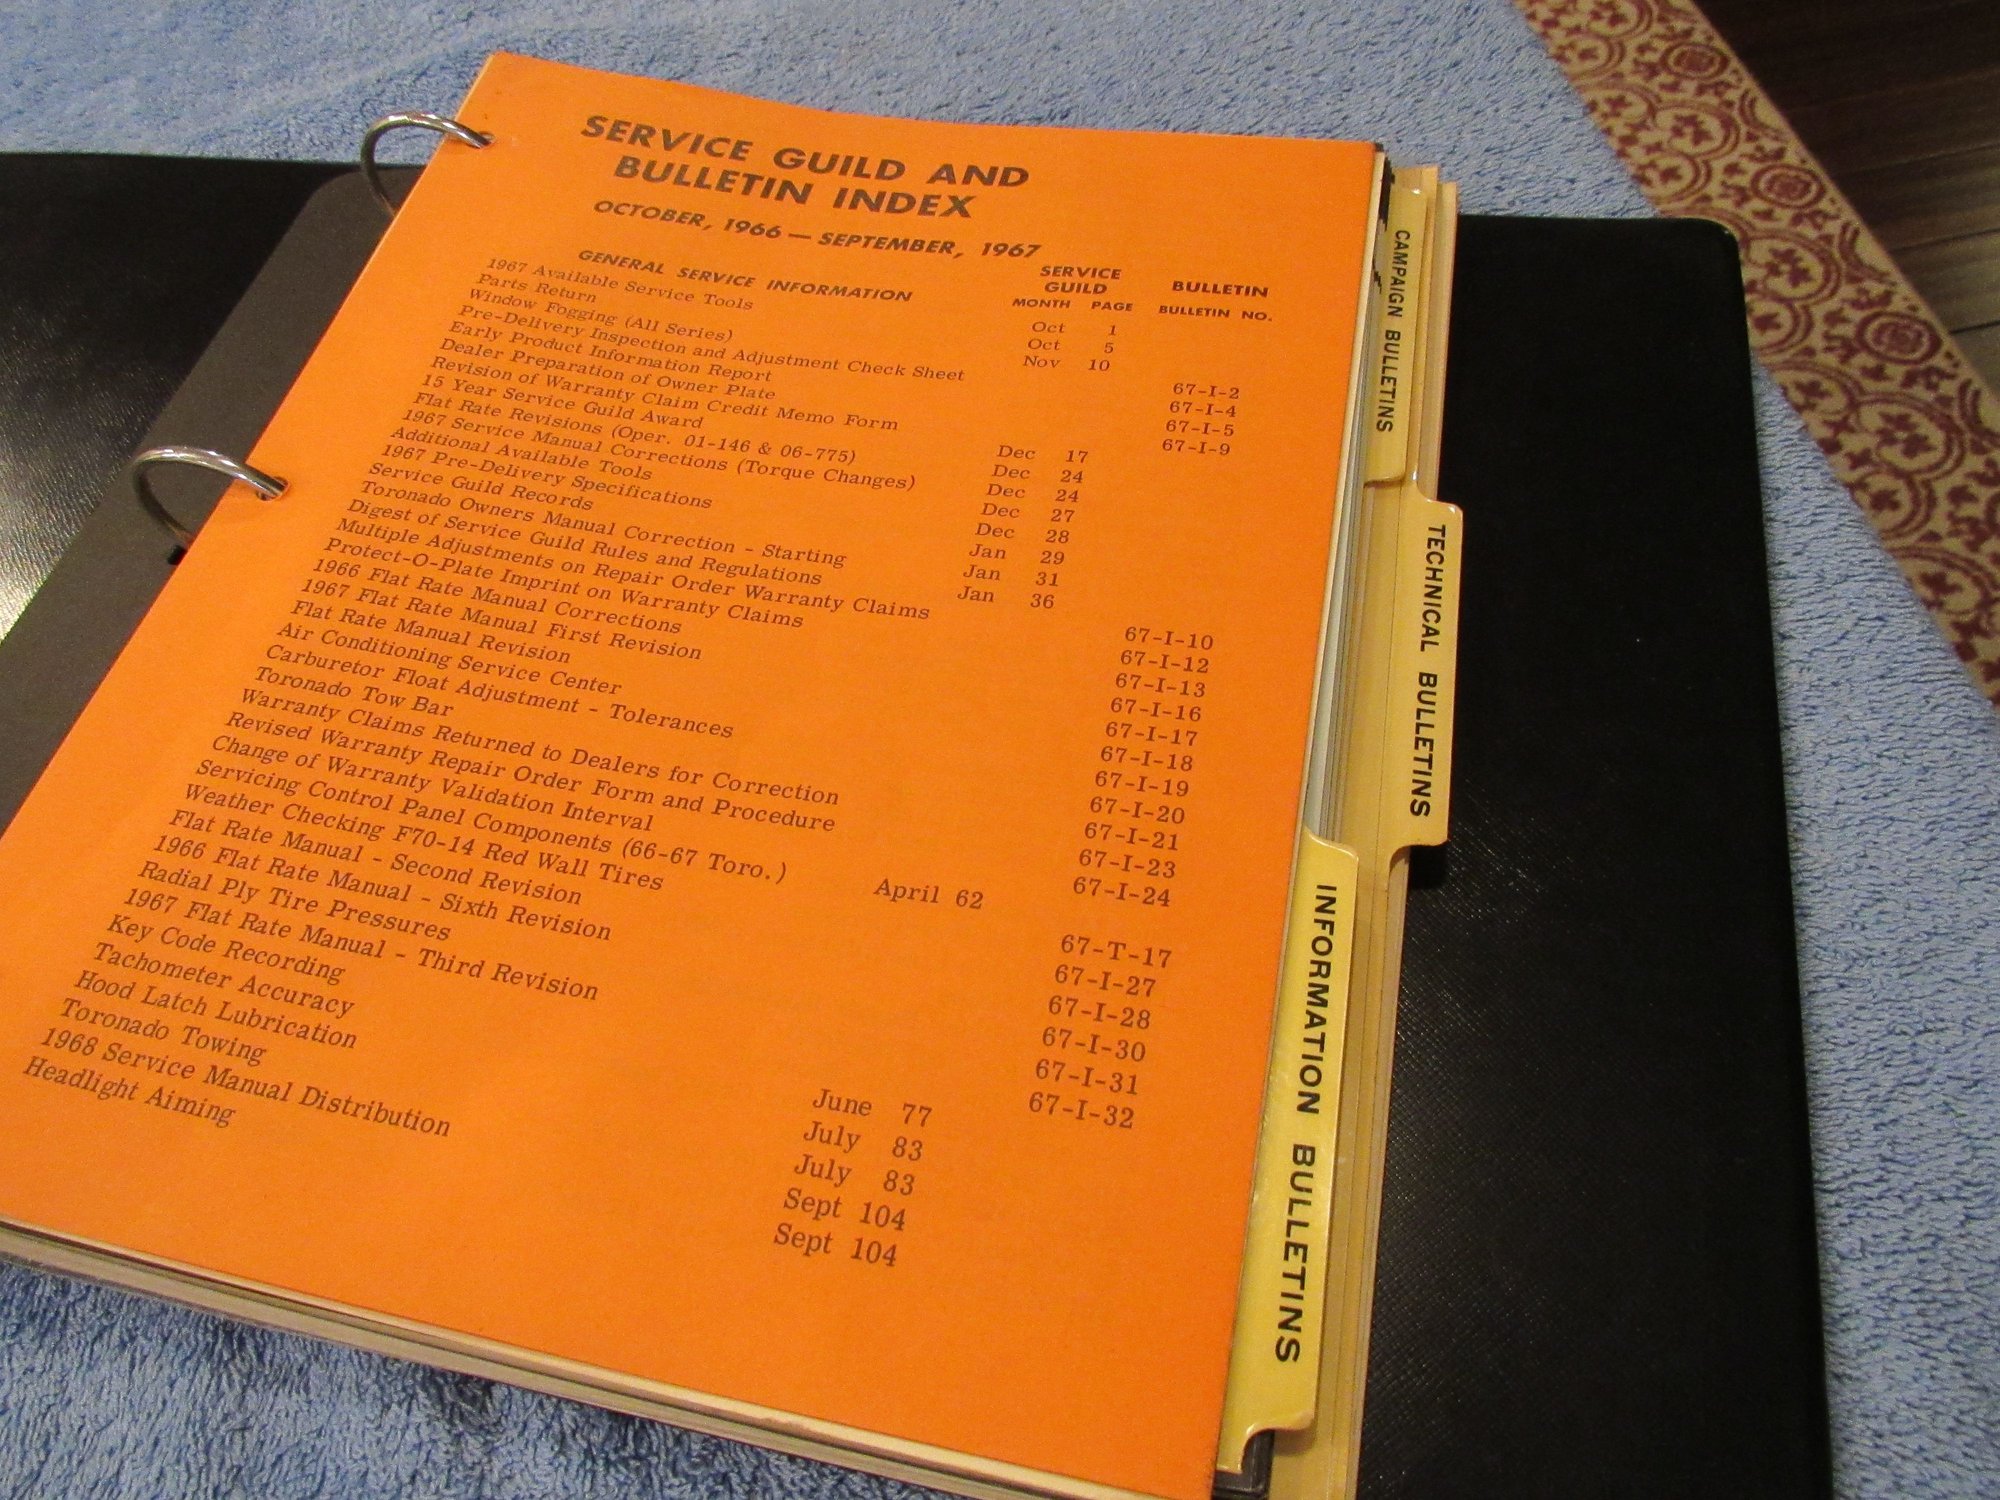 SERVICE GUILD AND
BULLETIN INDEX
OCTOBER, 1966 — SEPTEMBER, 1967
GENERAL SERVICE INFORMATION
SERVICE GUILD
BULLETIN
MONTH PAGE BULLETIN NO.
1967 Available Service Tools Oct 1
Parts Return Oct 5
Window Fogging (All Series) Nov 10
Pre-Delivery Inspection and Adjustment Check Sheet 67-I-2
Early Product Information Report 67-I-4
Dealer Preparation of Owner Plate 67-I-5
Revision of Warranty Claim Credit Memo Form 67-I-9
15 Year Service Guild Award Dec 17
Flat Rate Revisions (Oper. 01-146 & 06-775) Dec 24
1967 Service Manual Corrections (Torque Changes) Dec 24
Additional Available Tools Dec 27
1967 Pre-Delivery Specifications Dec 28
Service Guild Records Jan 29
Toronado Owners Manual Correction - Starting Jan 31
Digest of Service Guild Rules and Regulations Jan 36
Multiple Adjustments on Repair Order Warranty Claims 67-I-10
Protect-O-Plate Imprint on Warranty Claims 67-I-12
1966 Flat Rate Manual Corrections 67-I-13
1967 Flat Rate Manual First Revision 67-I-16
Flat Rate Manual Revision 67-I-17
Air Conditioning Service Center 67-I-18
Carburetor Float Adjustment - Tolerances 67-I-19
Toronado Tow Bar 67-I-20
Warranty Claims Returned to Dealers for Correction 67-I-21
Revised Warranty Repair Order Form and Procedure 67-I-23
Change of Warranty Validation Interval 67-I-24
Servicing Control Panel Components (66-67 Toro.) April 62
Weather Checking F70-14 Red Wall Tires 67-T-17
Flat Rate Manual - Second Revision 67-I-27
1966 Flat Rate Manual - Sixth Revision 67-I-28
Radial Ply Tire Pressures 67-I-30
1967 Flat Rate Manual - Third Revision 67-I-31
Key Code Recording 67-I-32
Tachometer Accuracy June 77
Hood Latch Lubrication July 83
Toronado Towing July 83
1968 Service Manual Distribution Sept 104
Headlight Aiming Sept 104
CAMPAIGN BULLETINS
TECHNICAL BULLETINS
INFORMATION BULLETINS